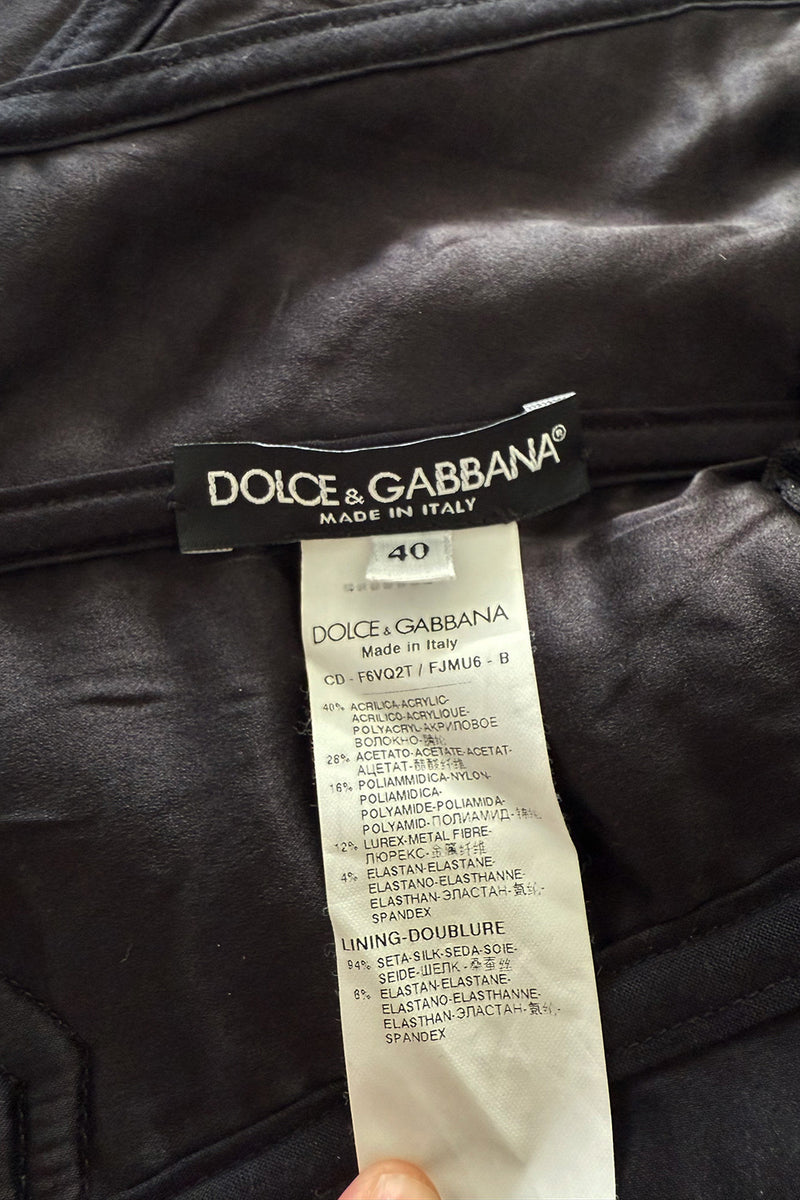 DOLCE & GABBANA®
MADE IN ITALY
40
DOLCE & GABBANA
Made in Italy
CD - F6VQ2T / FJMU6 - B
40% ACRILICA-ACRYLIC-
ACRILICO-ACRYLIQUE-
POLYACRYL-АКРИЛОВОЕ
ВОЛОКНО-
28% ACETATO-ACETATE-ACETAT-
АЦЕТАТ-醋酸纤维
16% POLIAMMIDICA-NYLON-
POLIAMIDICA-
POLYAMIDE-POLIAMIDA-
POLYAMID-ПОЛИАМИД-
12% LUREX-METAL FIBRE-
ЛЮРЕКС-金属纤维
4% ELASTAN-ELASTANE-
ELASTANO-ELASTHANNE-
ELASTHAN-ЭЛАСТАН-氨纶-
SPANDEX
LINING-DOUBLURE
94% SETA-SILK-SEDA-SOIE-
SEIDE-ШЕЛК-桑蚕丝
6% ELASTAN-ELASTANE-
ELASTANO-ELASTHANNE-
ELASTHAN-ЭЛАСТАН-氨纶-
SPANDEX